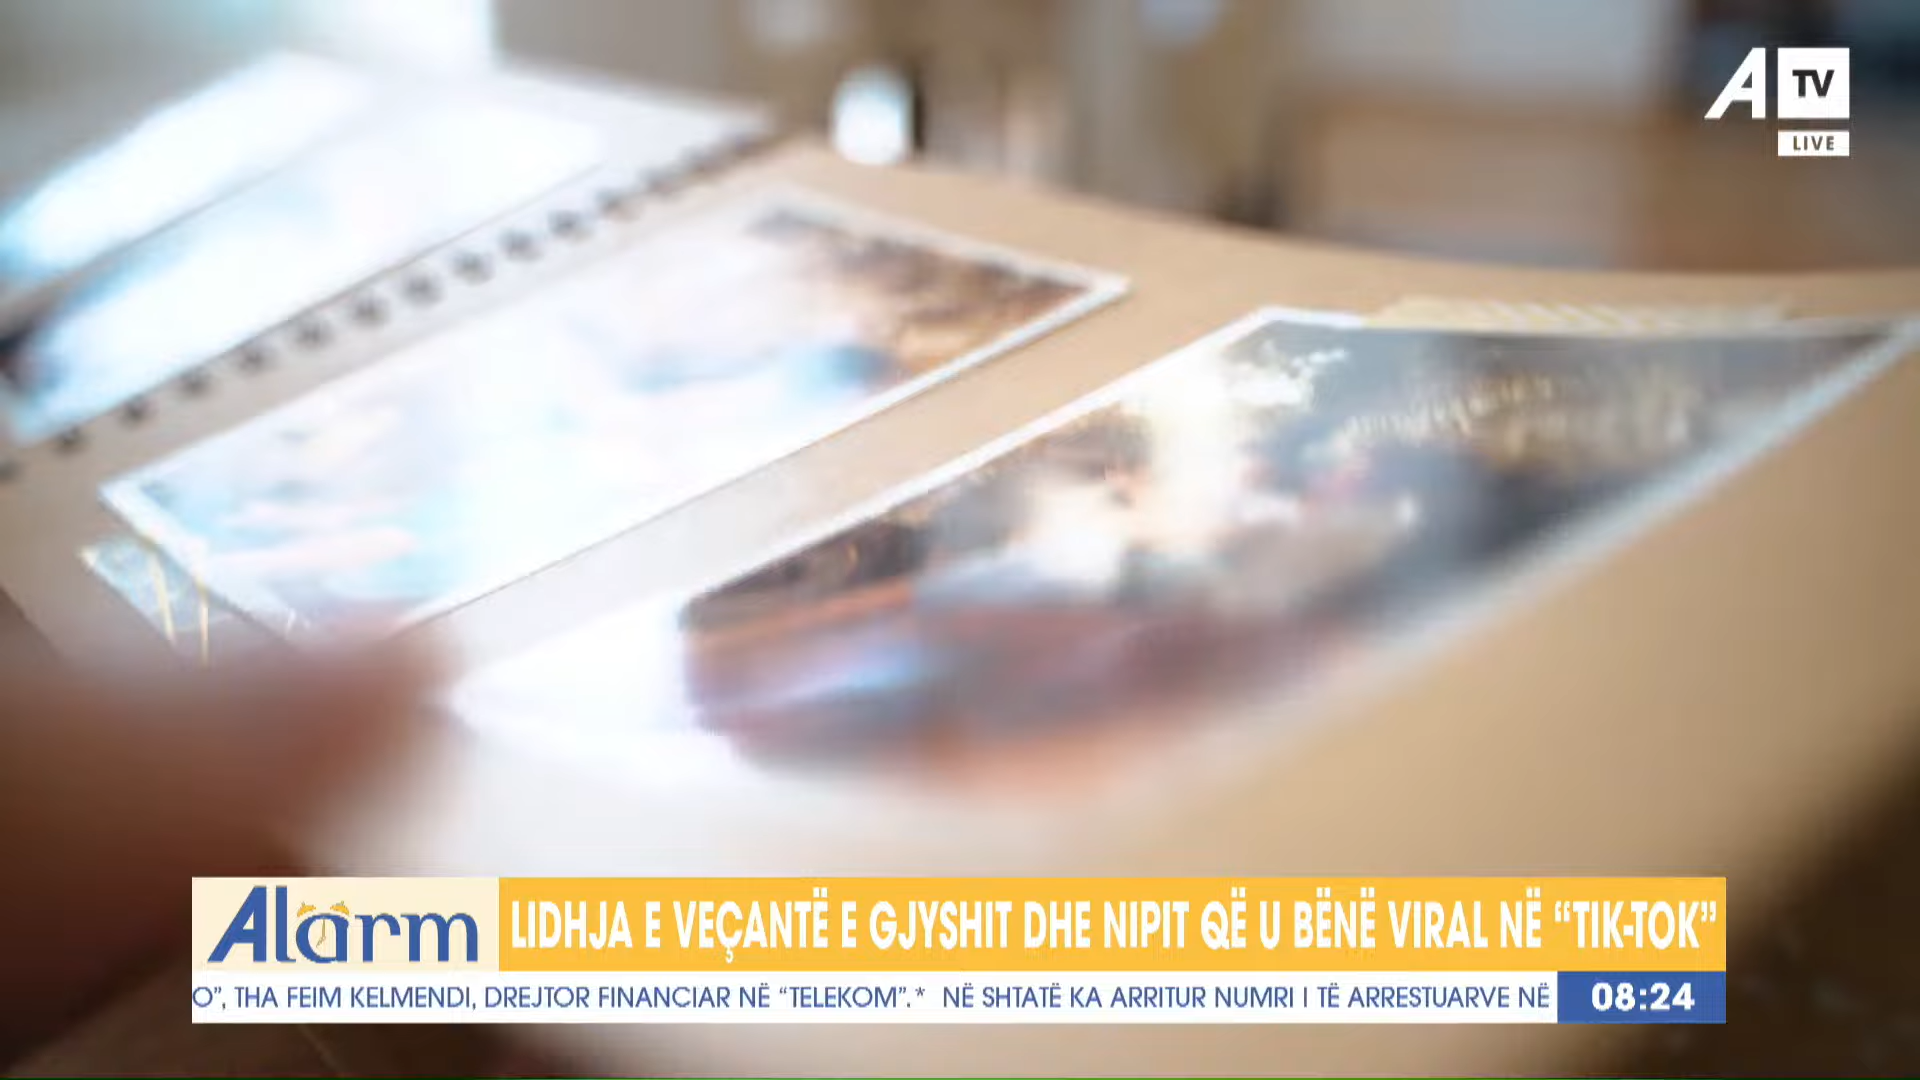 A TV
LIVE
Alarm
LIDHJA E VEÇANTË E GJYSHIT DHE NIPIT QË U BËNË VIRAL NË “TIK-TOK”
O”, THA FEIM KELMENDI, DREJTOR FINANCIAR NË “TELEKOM”.* NË SHTATË KA ARRITUR NUMRI I TË ARRESTUARVE NË
08:24